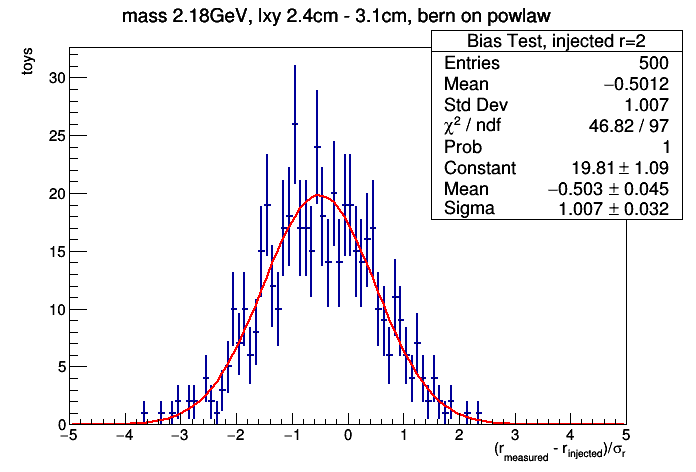 mass 2.18GeV, lxy 2.4cm - 3.1cm, bern on powlaw
toys
Bias Test, injected r=2
Entries 500
Mean −0.5012
Std Dev 1.007
χ² / ndf 46.82 / 97
Prob 1
Constant 19.81 ± 1.09
Mean −0.503 ± 0.045
Sigma 1.007 ± 0.032
30
25
20
15
10
5
0
−5 −4 −3 −2 −1 0 1 2 3 4 5
(r_measured - r_injected)/σ_r